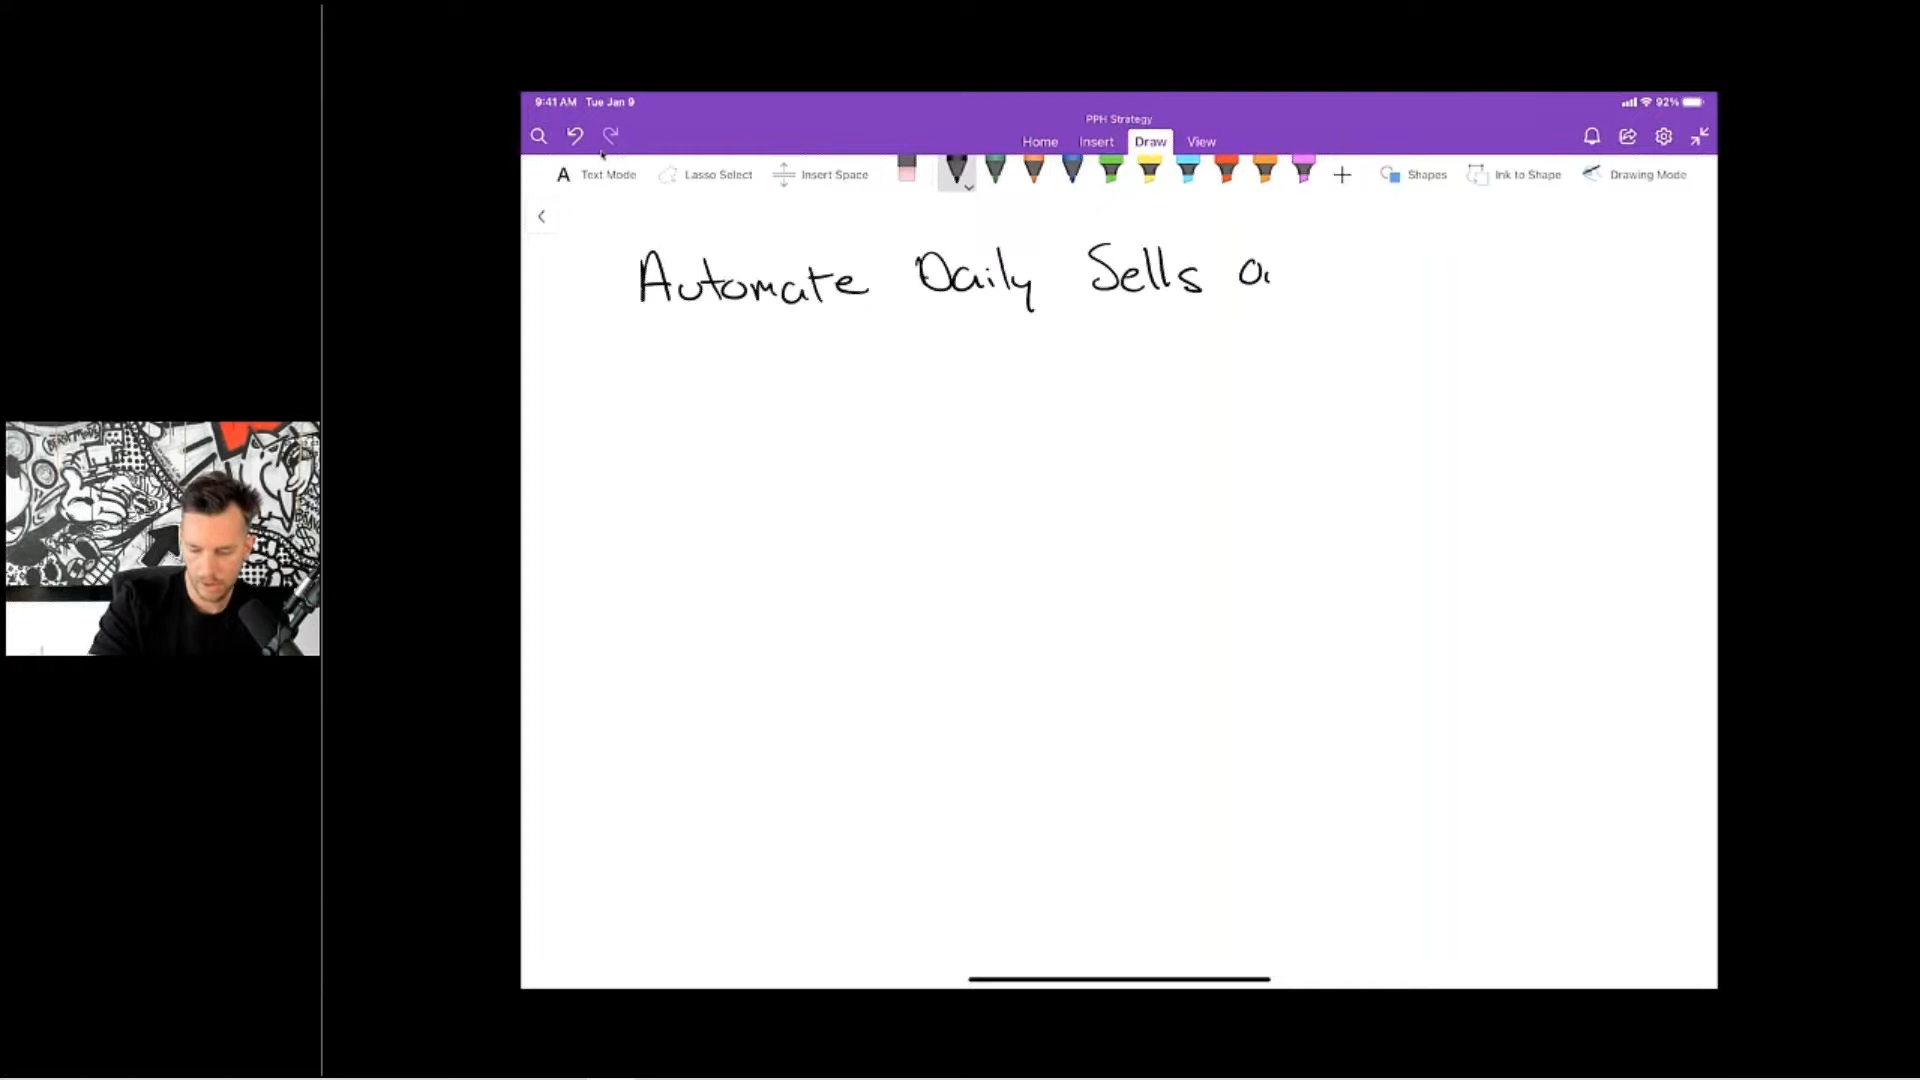 9:41 AM Tue Jan 9
92%
PPH Strategy
Home Insert Draw View
A Text Mode Lasso Select Insert Space Shapes Ink to Shape Drawing Mode
Automate Daily Sells o